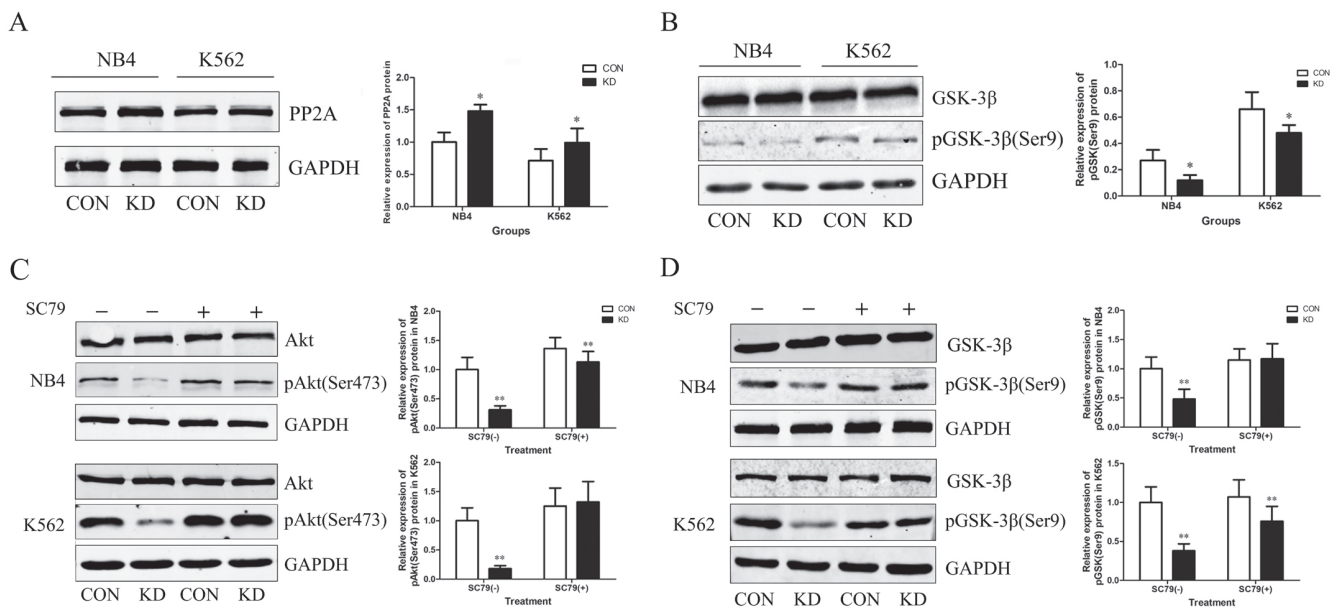 A
NB4 K562
PP2A
GAPDH
CON KD CON KD
Relative expression of PP2A protein
2.0
1.5
1.0
0.5
0.0
* *
NB4 K562
Groups
CON
KD
B
NB4 K562
GSK-3β
pGSK-3β(Ser9)
GAPDH
CON KD CON KD
Relative expression of
pGSK(Ser9) protein
1.0
0.8
0.6
0.4
0.2
0.0
* *
NB4 K562
Groups
CON
KD
C
SC79 − − + +
NB4
Akt
pAkt(Ser473)
GAPDH
K562
Akt
pAkt(Ser473)
GAPDH
CON KD CON KD
Relative expression of
pAkt(Ser473) protein in NB4
2.0
1.5
1.0
0.5
0.0
** **
SC79(-) SC79(+)
Treatment
CON
KD
Relative expression of
pAkt(Ser473) protein in K562
2.0
1.5
1.0
0.5
0.0
**
SC79(-) SC79(+)
Treatment
D
SC79 − − + +
NB4
GSK-3β
pGSK-3β(Ser9)
GAPDH
K562
GSK-3β
pGSK-3β(Ser9)
GAPDH
CON KD CON KD
Relative expression of
pGSK(Ser9) protein in NB4
2.0
1.5
1.0
0.5
0.0
**
SC79(-) SC79(+)
Treatment
CON
KD
Relative expression of
pGSK(Ser9) protein in K562
1.5
1.0
0.5
0.0
** **
SC79(-) SC79(+)
Treatment